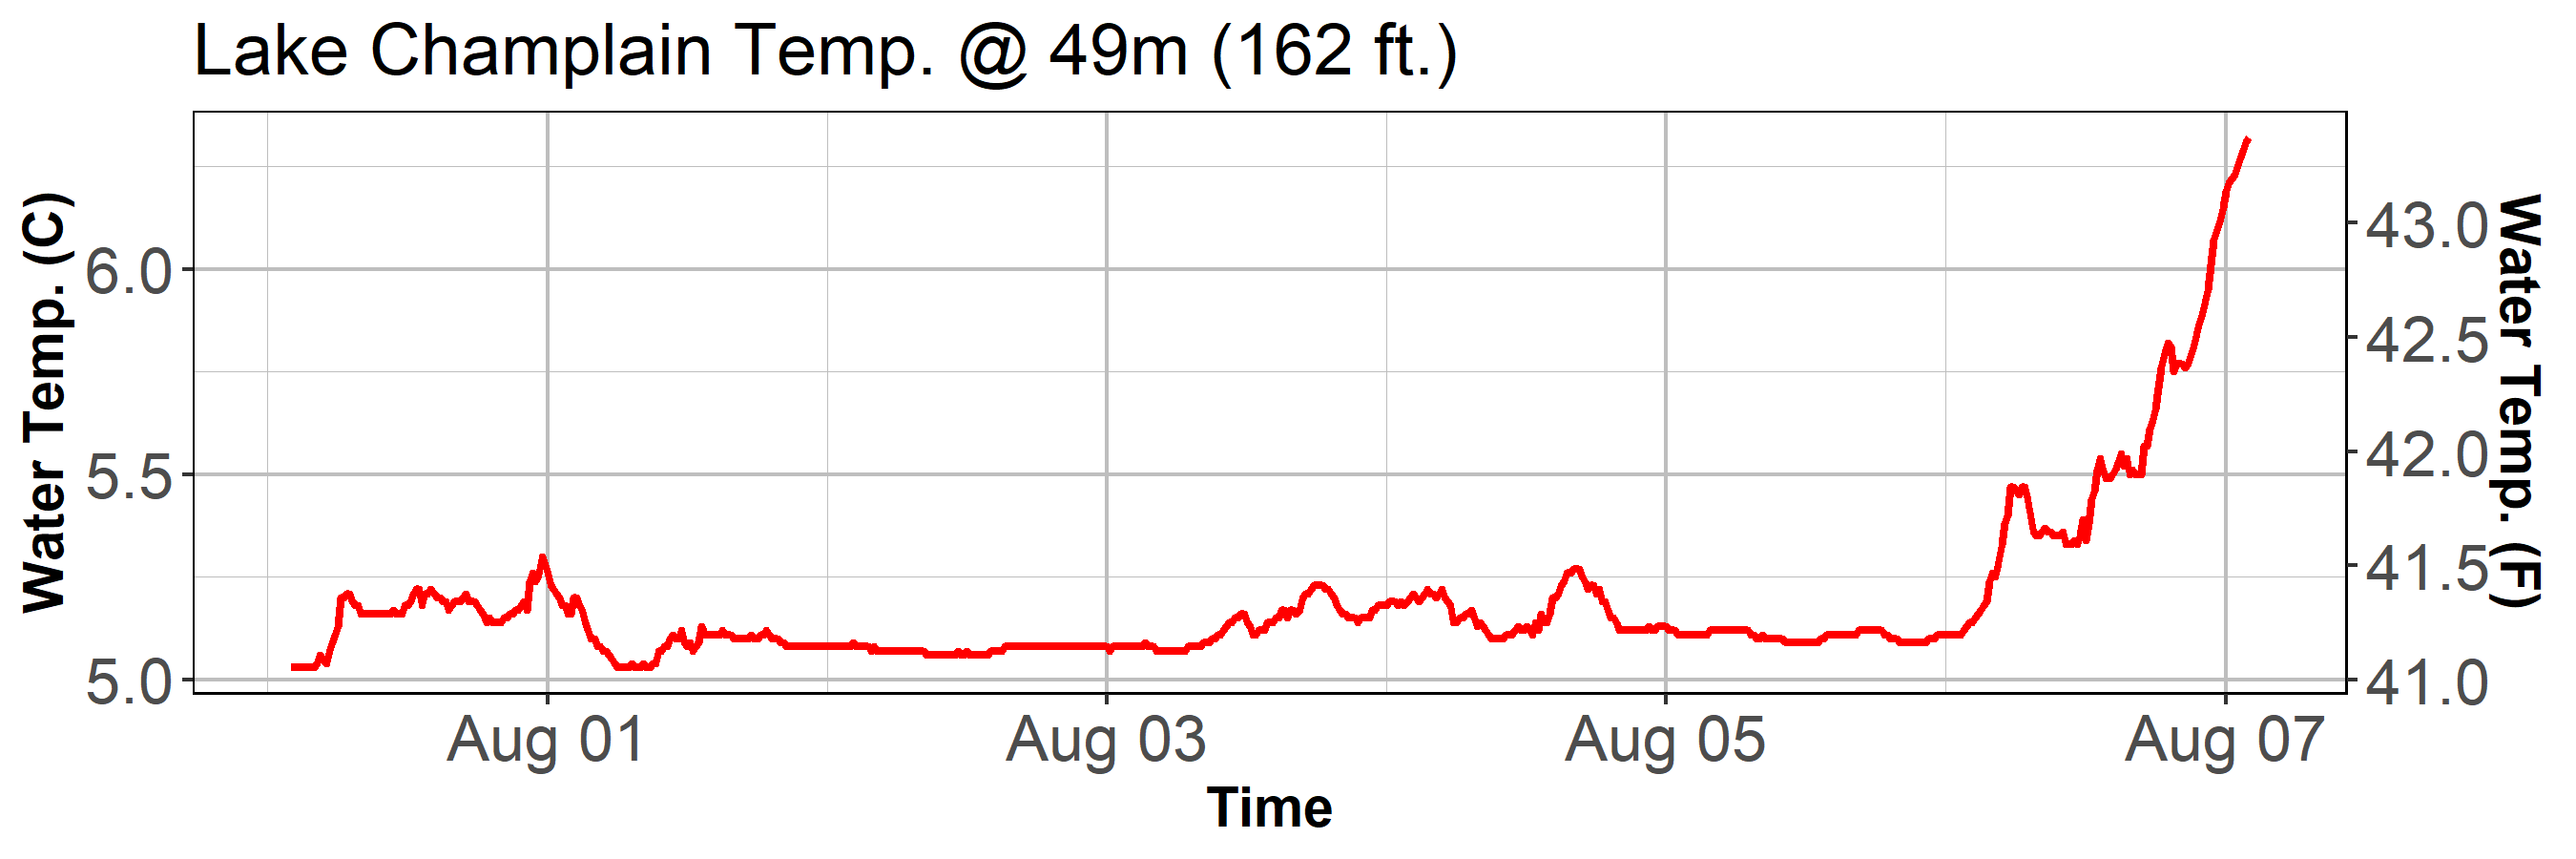 Lake Champlain Temp. @ 49m (162 ft.)
Water Temp. (C)
6.0
5.5
5.0
43.0
42.5
42.0
41.5
41.0
Water Temp. (F)
Aug 01 Aug 03 Aug 05 Aug 07
Time